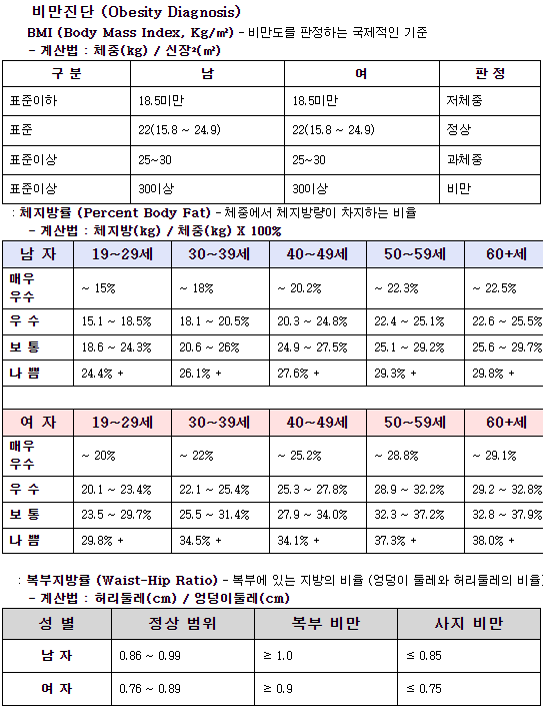 비만진단 (Obesity Diagnosis)
BMI (Body Mass Index, Kg/㎡) - 비만도를 판정하는 국제적인 기준
- 계산법 : 체중(kg) / 신장²(㎡)
구 분 남 여 판 정
표준이하 18.5미만 18.5미만 저체중
표준 22(15.8 ~ 24.9) 22(15.8 ~ 24.9) 정상
표준이상 25~30 25~30 과체중
표준이상 30이상 30이상 비만
: 체지방률 (Percent Body Fat) - 체중에서 체지방량이 차지하는 비율
- 계산법 : 체지방(kg) / 체중(kg) X 100%
남 자 19~29세 30~39세 40~49세 50~59세 60+세
매우
우수 ~ 15% ~ 18% ~ 20.2% ~ 22.3% ~ 22.5%
우 수 15.1 ~ 18.5% 18.1 ~ 20.5% 20.3 ~ 24.8% 22.4 ~ 25.1% 22.6 ~ 25.5%
보 통 18.6 ~ 24.3% 20.6 ~ 26% 24.9 ~ 27.5% 25.1 ~ 29.2% 25.6 ~ 29.7%
나 쁨 24.4% + 26.1% + 27.6% + 29.3% + 29.8% +
여 자 19~29세 30~39세 40~49세 50~59세 60+세
매우
우수 ~ 20% ~ 22% ~ 25.2% ~ 28.8% ~ 29.1%
우 수 20.1 ~ 23.4% 22.1 ~ 25.4% 25.3 ~ 27.8% 28.9 ~ 32.2% 29.2 ~ 32.8%
보 통 23.5 ~ 29.7% 25.5 ~ 31.4% 27.9 ~ 34.0% 32.3 ~ 37.2% 32.8 ~ 37.9%
나 쁨 29.8% + 34.5% + 34.1% + 37.3% + 38.0% +
: 복부지방률 (Waist-Hip Ratio) - 복부에 있는 지방의 비율 (엉덩이 둘레와 허리둘레의 비율)
- 계산법 : 허리둘레(cm) / 엉덩이둘레(cm)
성 별 정상 범위 복부 비만 사지 비만
남 자 0.86 ~ 0.99 ≥ 1.0 ≤ 0.85
여 자 0.76 ~ 0.89 ≥ 0.9 ≤ 0.75